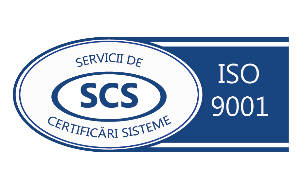 SERVICII DE
SCS
CERTIFICĂRI SISTEME
ISO
9001